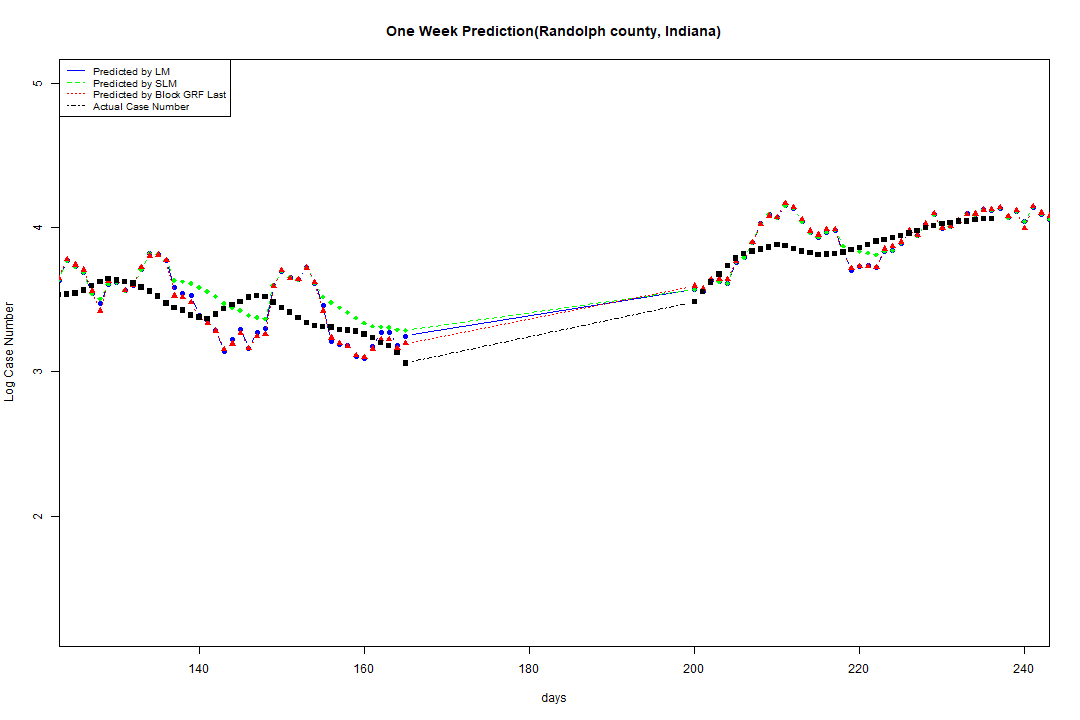 One Week Prediction(Randolph county, Indiana)
Predicted by LM
Predicted by SLM
Predicted by Block GRF Last
Actual Case Number
5
4
3
2
Log Case Number
140 160 180 200 220 240
days